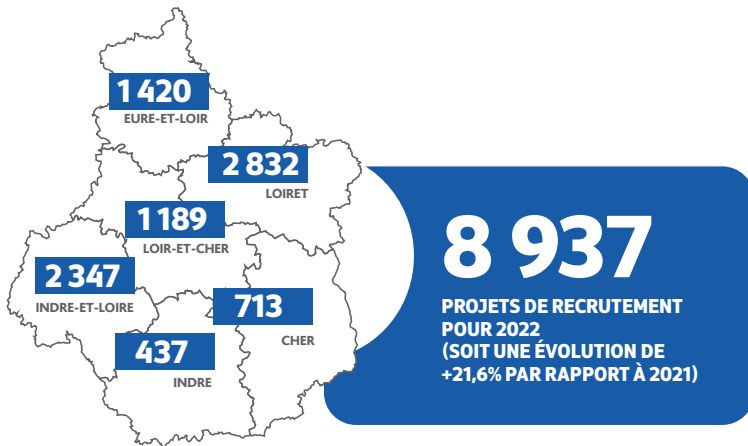 1 420
EURE-ET-LOIR
2 832
LOIRET
1 189
LOIR-ET-CHER
2 347
INDRE-ET-LOIRE
713
CHER
437
INDRE
8 937
PROJETS DE RECRUTEMENT
POUR 2022
(SOIT UNE ÉVOLUTION DE
+21,6% PAR RAPPORT À 2021)